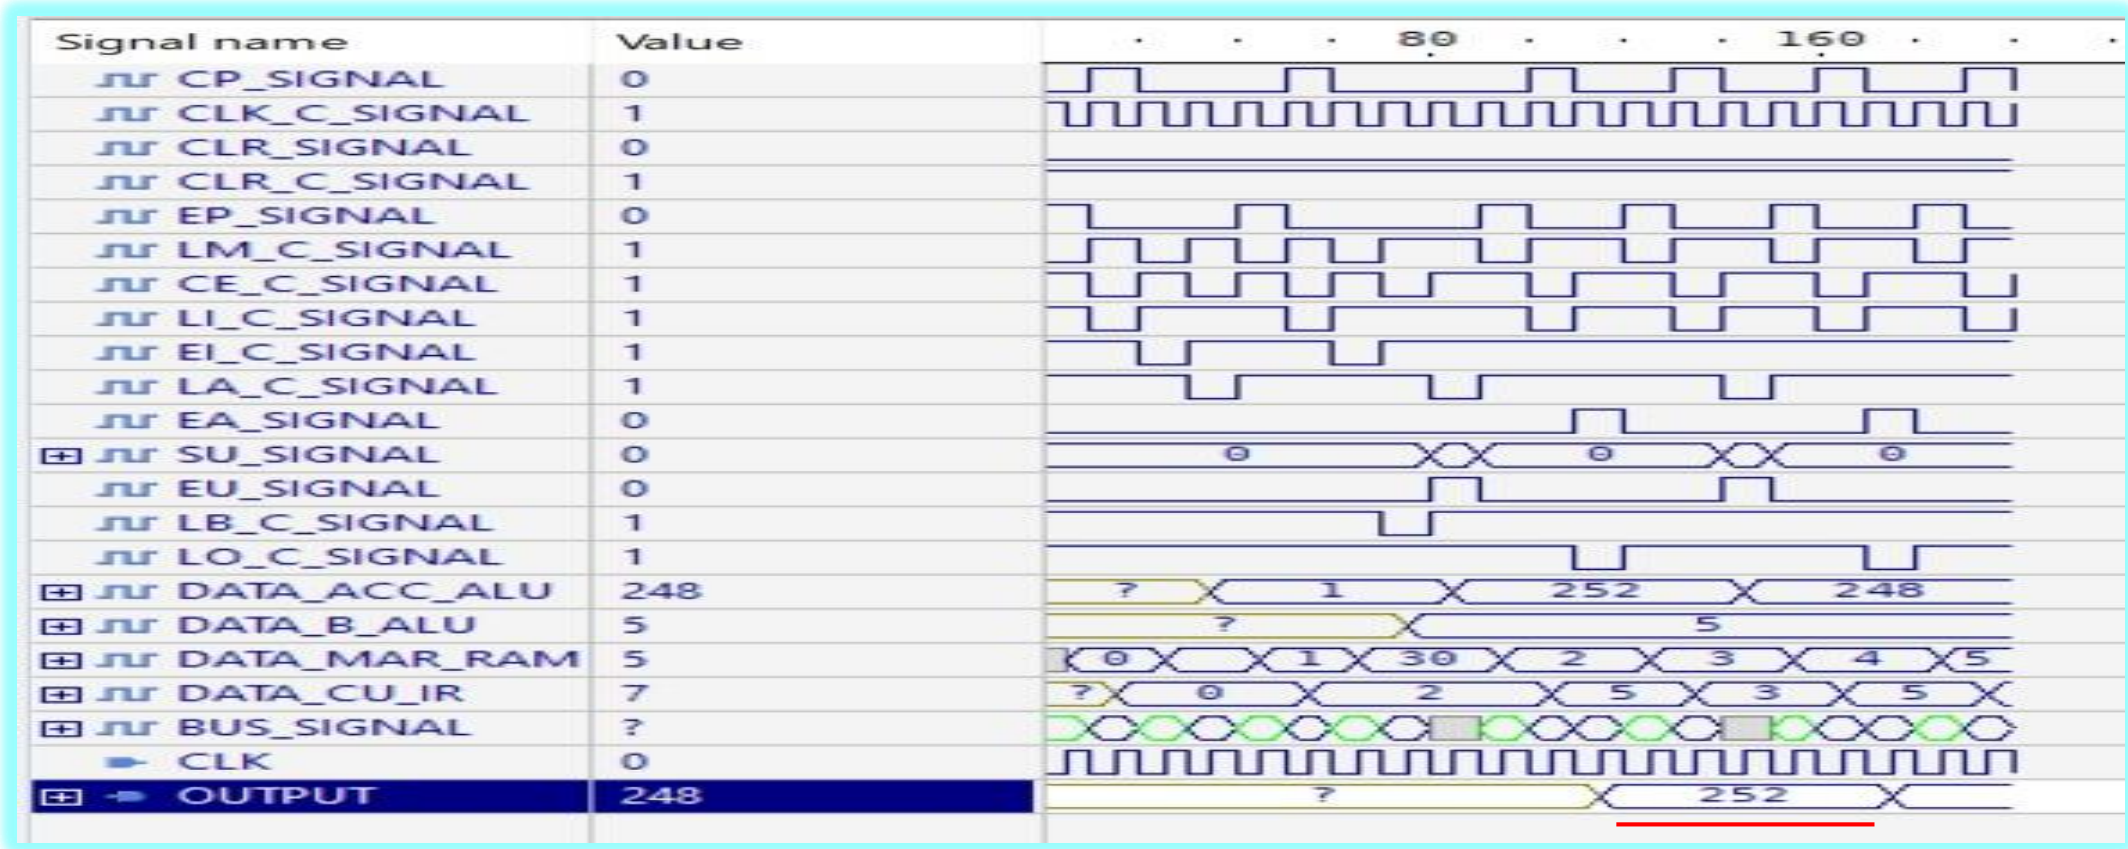 Signal name Value 80 160
CP_SIGNAL 0
CLK_C_SIGNAL 1
CLR_SIGNAL 0
CLR_C_SIGNAL 1
EP_SIGNAL 0
LM_C_SIGNAL 1
CE_C_SIGNAL 1
LI_C_SIGNAL 1
EI_C_SIGNAL 1
LA_C_SIGNAL 1
EA_SIGNAL 0
SU_SIGNAL 0 0 0 0
EU_SIGNAL 0
LB_C_SIGNAL 1
LO_C_SIGNAL 1
DATA_ACC_ALU 248 ? 1 252 248
DATA_B_ALU 5 ? 5
DATA_MAR_RAM 5 0 1 30 2 3 4 5
DATA_CU_IR 7 ? 0 2 5 3 5
BUS_SIGNAL ?
CLK 0
OUTPUT 248 ? 252